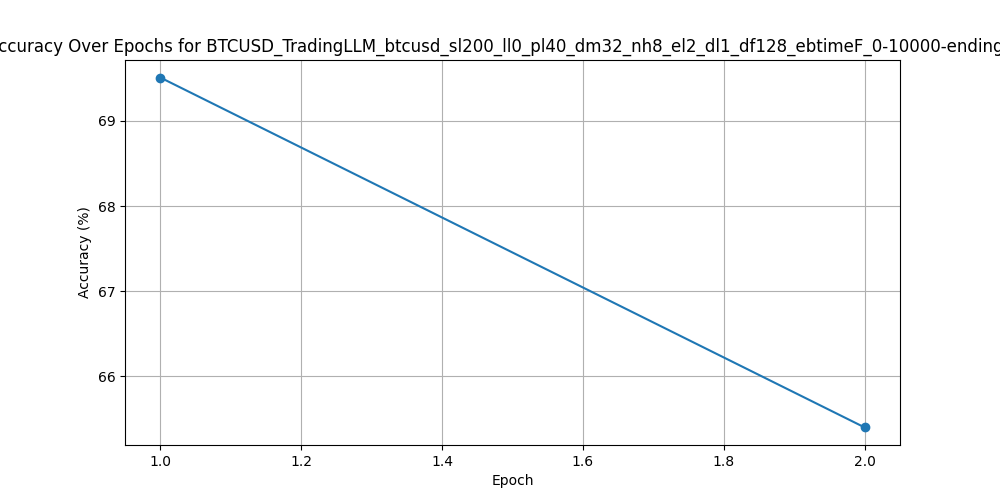 ccuracy Over Epochs for BTCUSD_TradingLLM_btcusd_sl200_ll0_pl40_dm32_nh8_el2_dl1_df128_ebtimeF_0-10000-ending
69
68
67
66
Accuracy (%)
1.0 1.2 1.4 1.6 1.8 2.0
Epoch